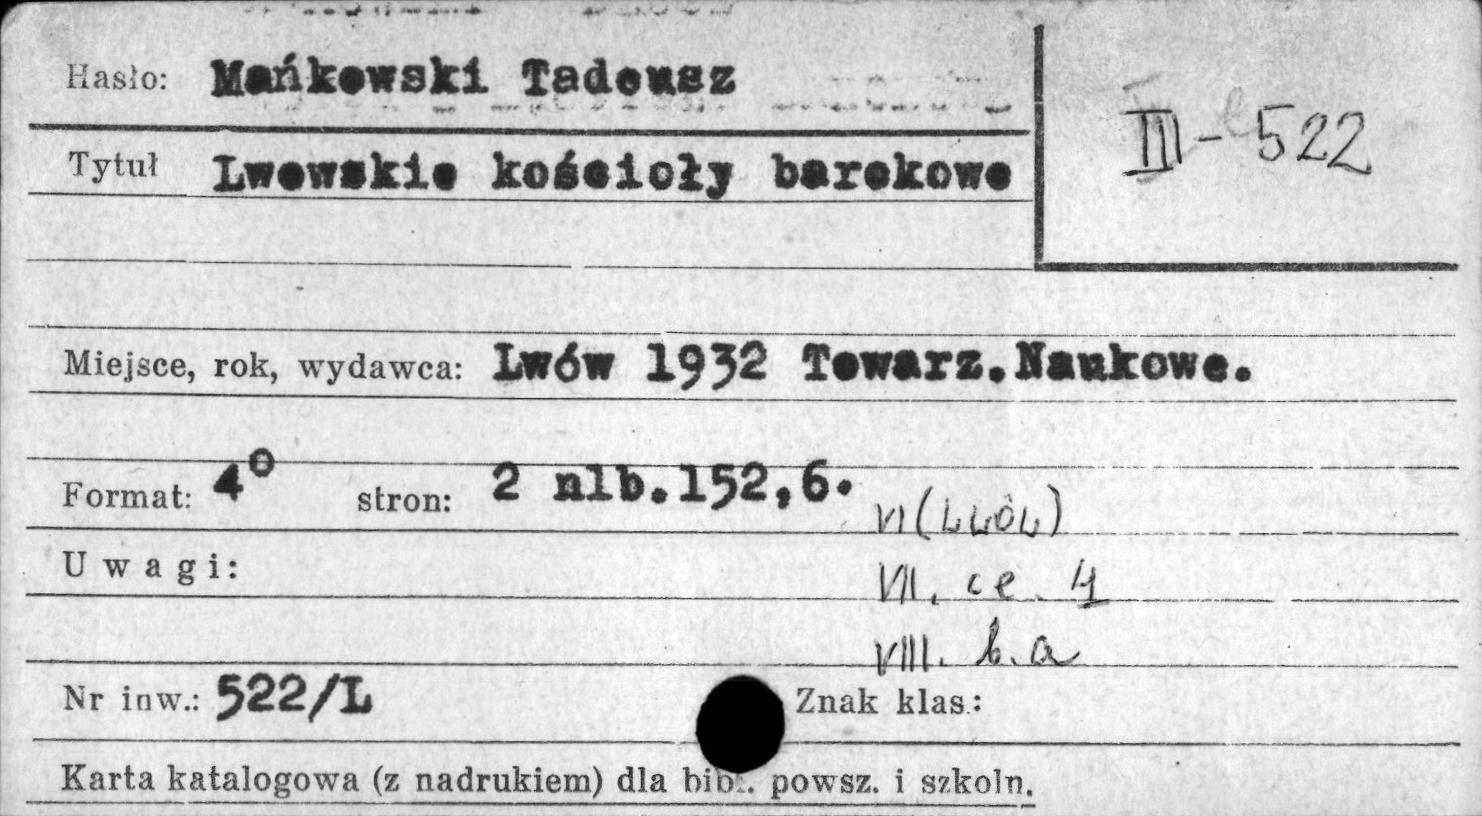 Hasło: Mańkowski Tadeusz
III - 522
Tytuł Lwowskie kościoły barokowe
Miejsce, rok, wydawca: Lwów 1932 Towarz. Naukowe.
Format: 4° stron: 2 nlb. 152, 6.
VI (LWÓW)
Uwagi:
VII. ce. 4
VIII. b. a
Nr inw.: 522/L Znak klas.:
Karta katalogowa (z nadrukiem) dla bibl. powsz. i szkoln.